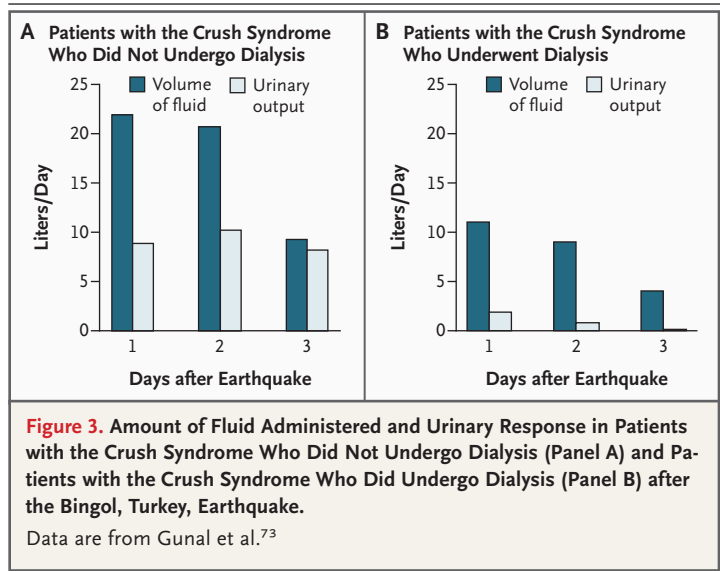 A Patients with the Crush Syndrome
Who Did Not Undergo Dialysis
Volume
of fluid
Urinary
output
25
20
15
10
5
0
Liters/Day
1
2
3
Days after Earthquake
B Patients with the Crush Syndrome
Who Underwent Dialysis
Volume
of fluid
Urinary
output
25
20
15
10
5
0
Liters/Day
1
2
3
Days after Earthquake
Figure 3. Amount of Fluid Administered and Urinary Response in Patients
with the Crush Syndrome Who Did Not Undergo Dialysis (Panel A) and Pa-
tients with the Crush Syndrome Who Did Undergo Dialysis (Panel B) after
the Bingol, Turkey, Earthquake.
Data are from Gunal et al.⁷³